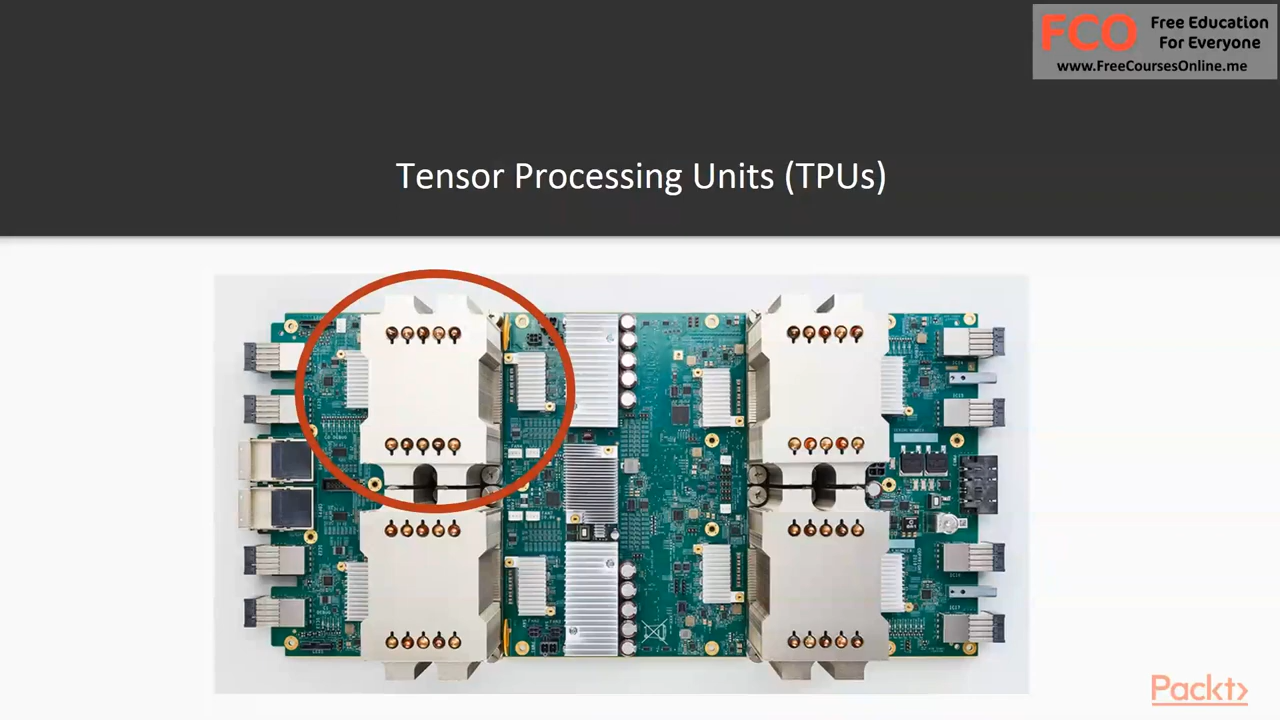 FCO
Free Education
For Everyone
www.FreeCoursesOnline.me
Tensor Processing Units (TPUs)
Packt>